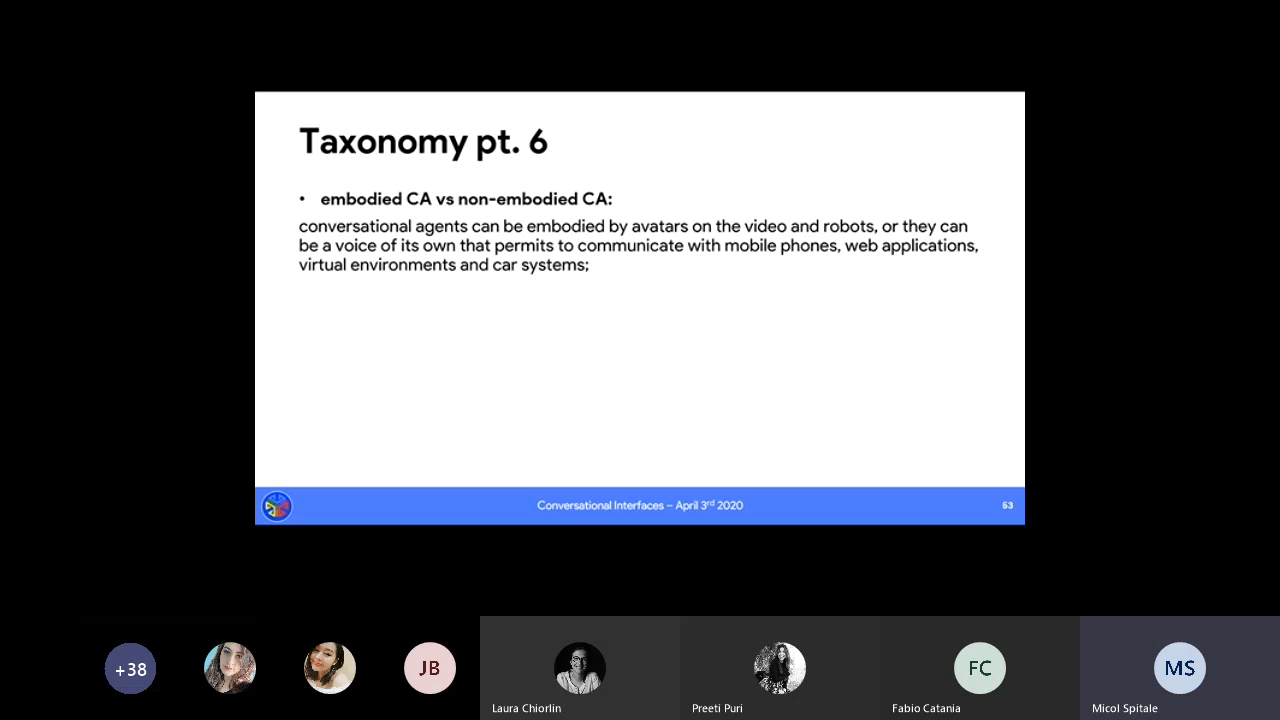 Taxonomy pt. 6
• embodied CA vs non-embodied CA:
conversational agents can be embodied by avatars on the video and robots, or they can
be a voice of its own that permits to communicate with mobile phones, web applications,
virtual environments and car systems;
Conversational Interfaces – April 3rd 2020
53
+38
JB
FC
MS
Laura Chiorlin
Preeti Puri
Fabio Catania
Micol Spitale